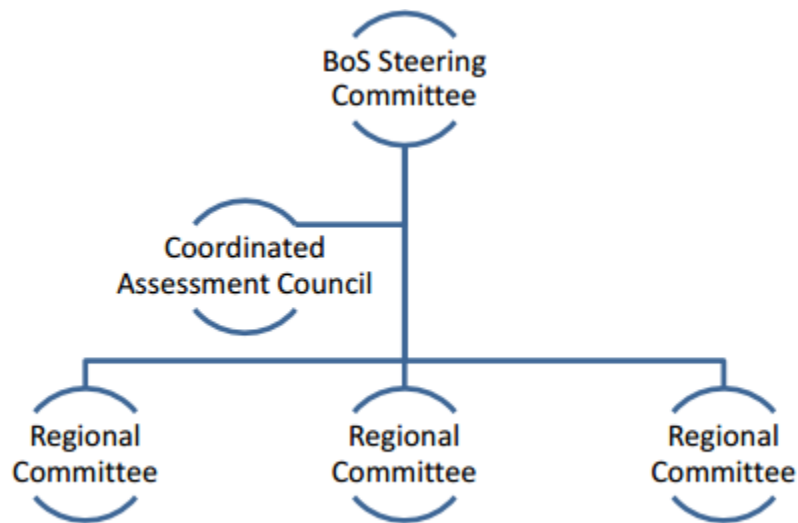 BoS Steering
Committee
Coordinated
Assessment Council
Regional
Committee
Regional
Committee
Regional
Committee